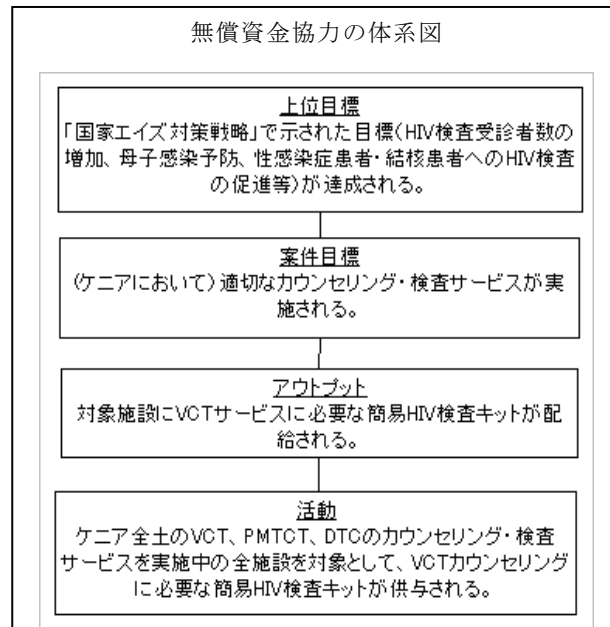 無償資金協力の体系図
上位目標
「国家エイズ対策戦略」で示された目標(HIV検査受診者数の
増加、母子感染予防、性感染症患者・結核患者へのHIV検査
の促進等)が達成される。
案件目標
(ケニアにおいて)適切なカウンセリング・検査サービスが実
施される。
アウトプット
対象施設にVCTサービスに必要な簡易HIV検査キットが配
給される。
活動
ケニア全土のVCT、PMTCT、DTCのカウンセリング・検査
サービスを実施中の全施設を対象として、VCTカウンセリング
に必要な簡易HIV検査キットが供与される。